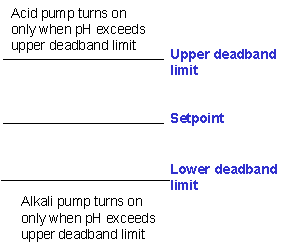 Acid pump turns on
only when pH exceeds
upper deadband limit
Upper deadband
limit
Setpoint
Lower deadband
limit
Alkali pump turns on
only when pH exceeds
upper deadband limit